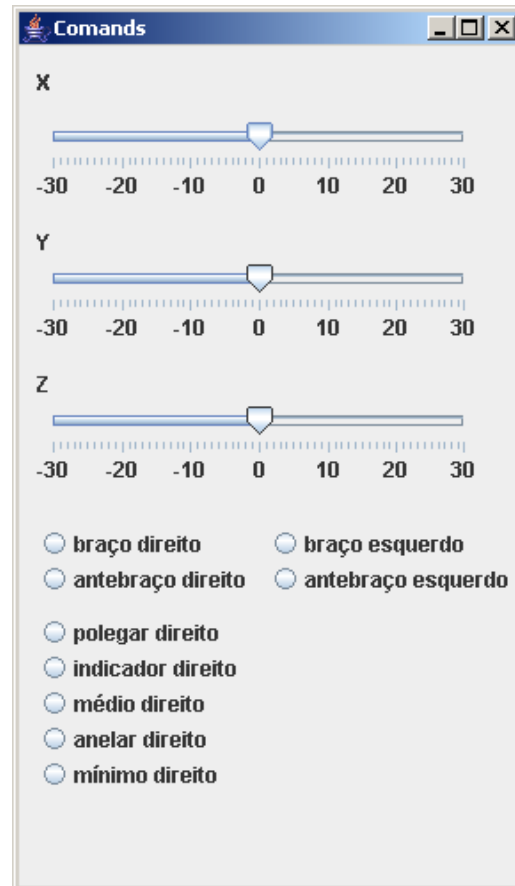 Comands
X
-30 -20 -10 0 10 20 30
Y
-30 -20 -10 0 10 20 30
Z
-30 -20 -10 0 10 20 30
braço direito braço esquerdo
antebraço direito antebraço esquerdo
polegar direito
indicador direito
médio direito
anelar direito
mínimo direito